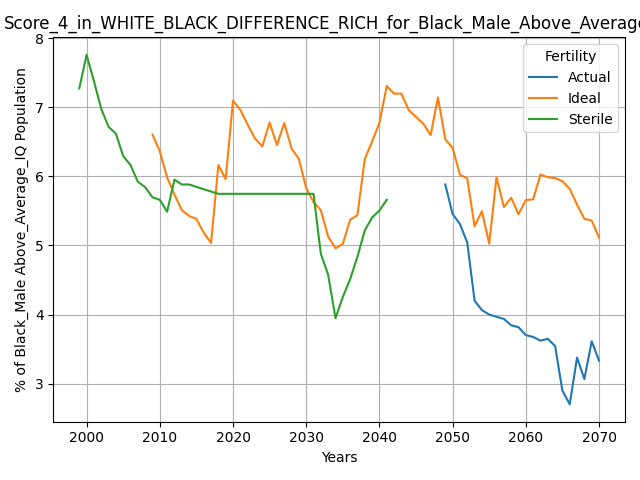 Score_4_in_WHITE_BLACK_DIFFERENCE_RICH_for_Black_Male_Above_Average
% of Black_Male Above_Average_IQ Population
8
7
6
5
4
3
Fertility
Actual
Ideal
Sterile
2000 2010 2020 2030 2040 2050 2060 2070
Years